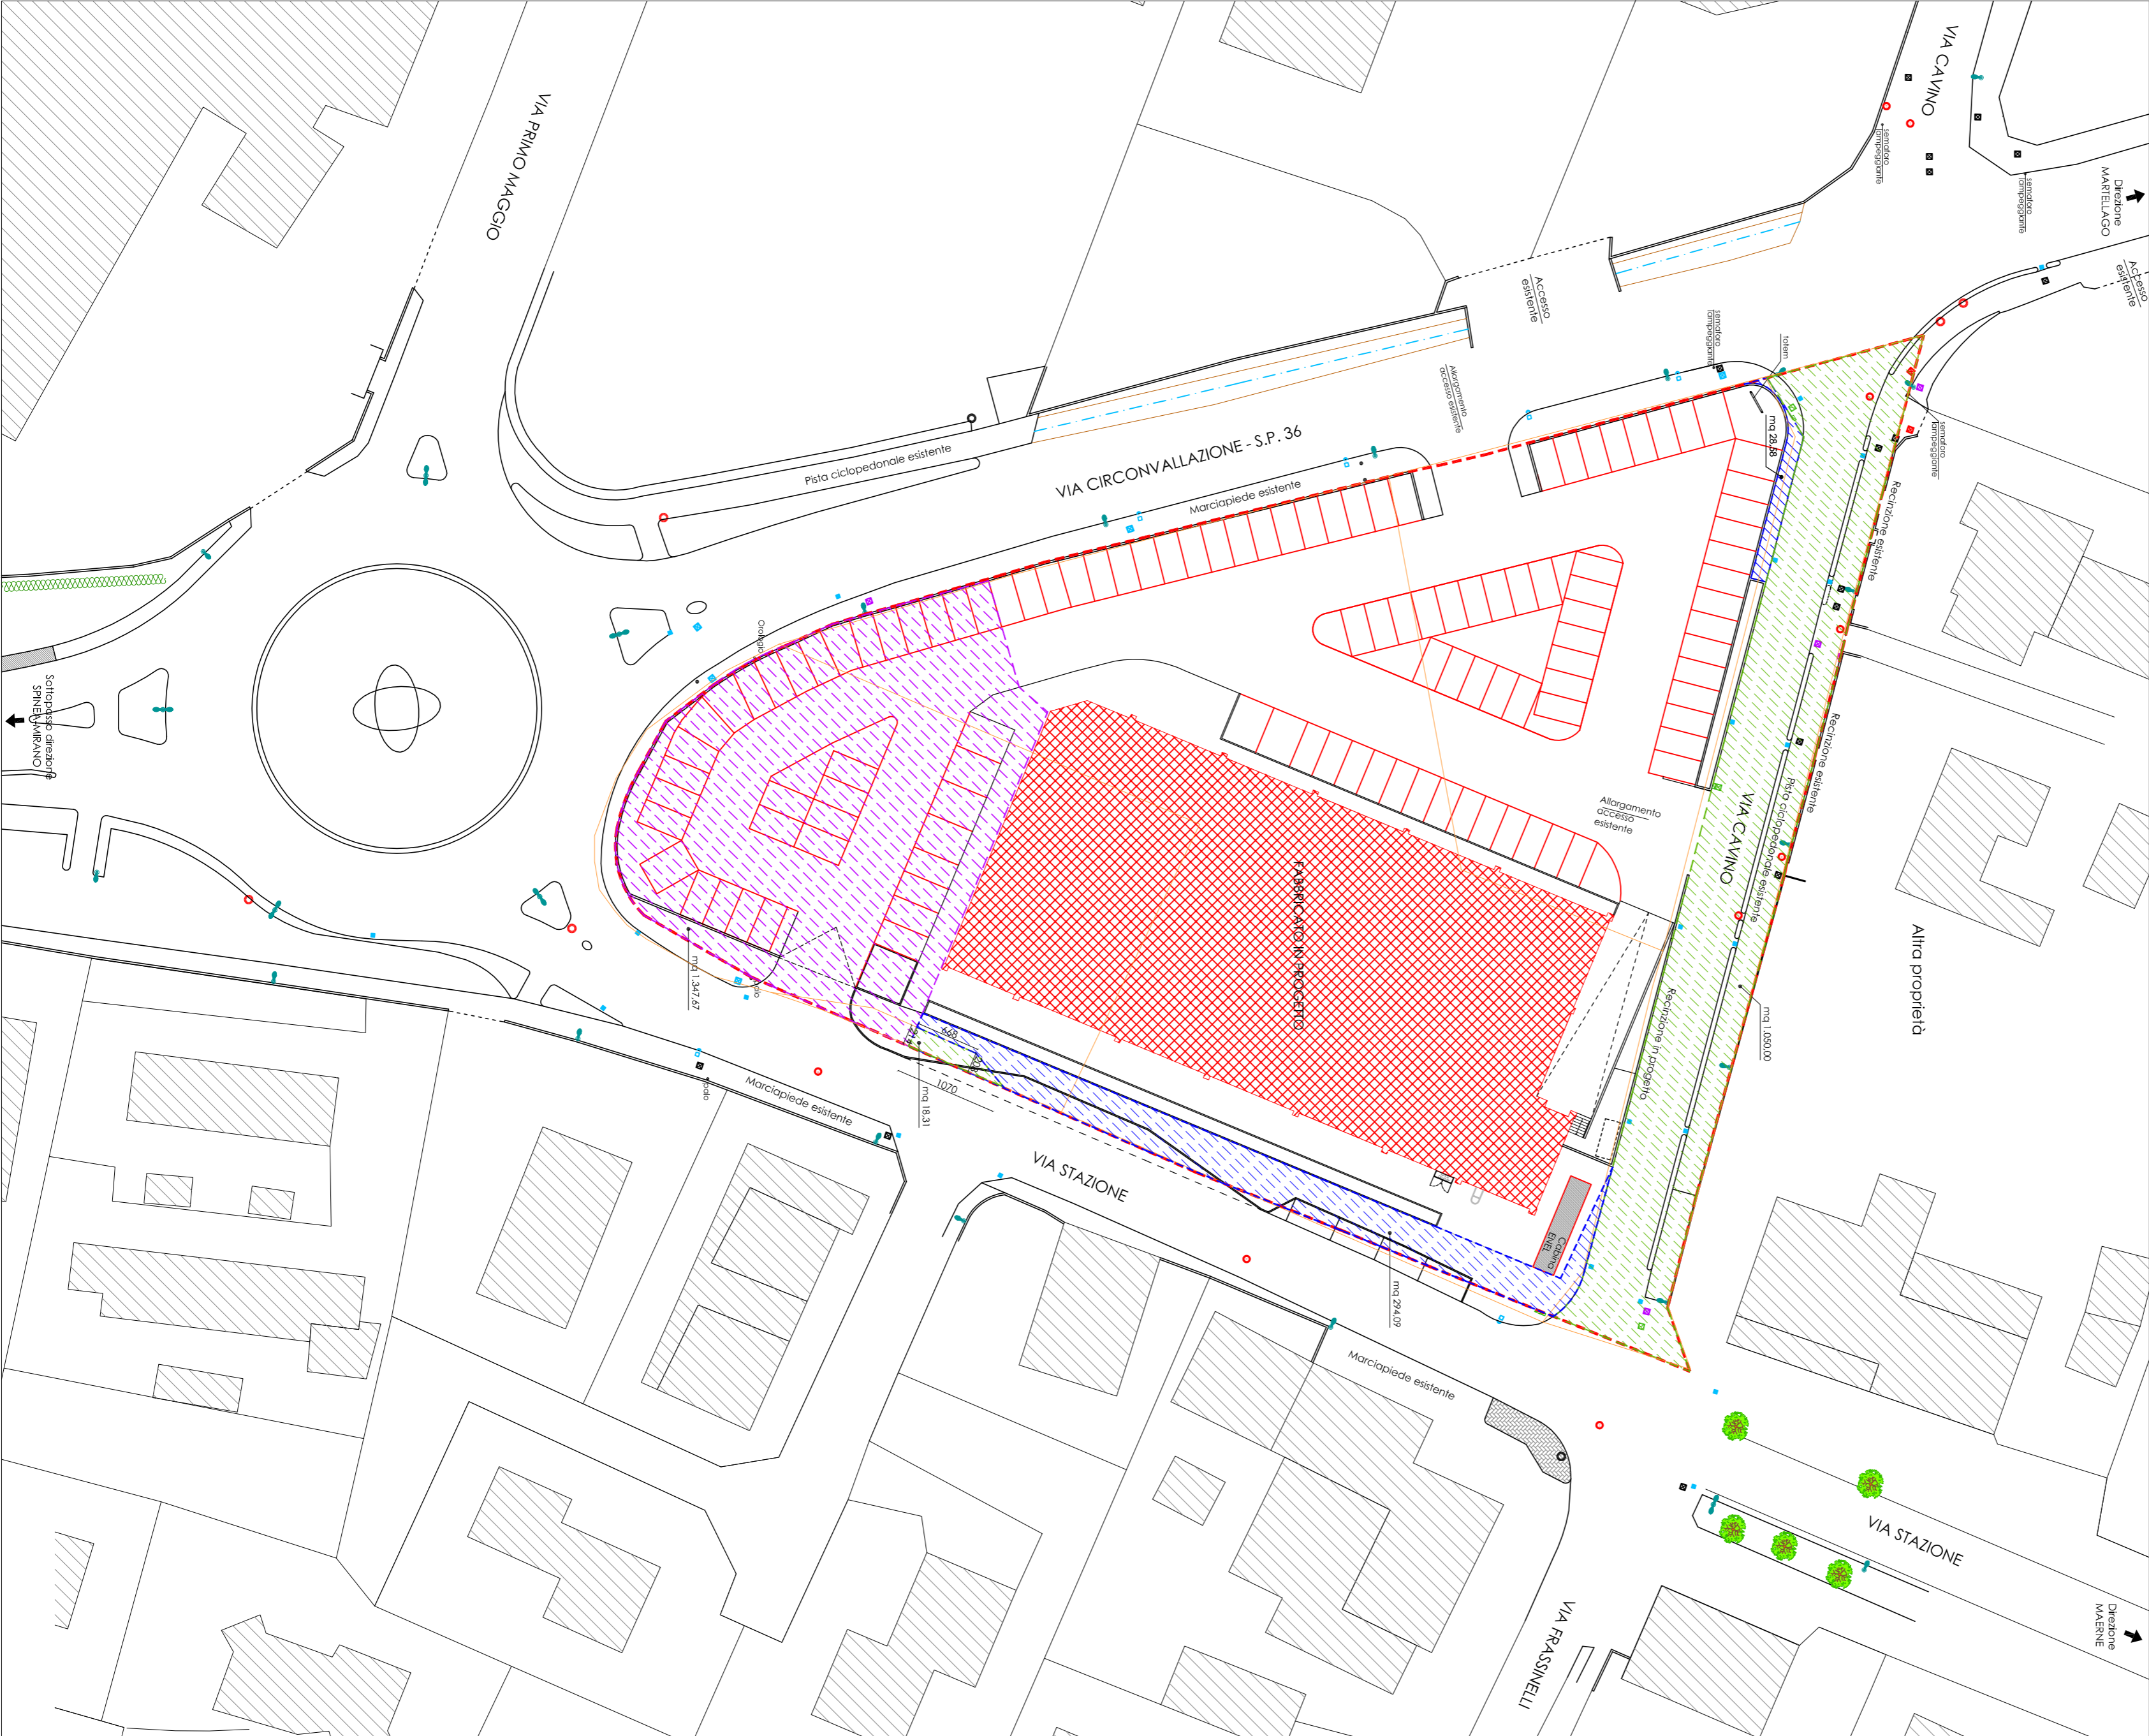 VIA PRIMO MAGGIO
VIA CAVINO
semaforo
lampeggiante
semaforo
lampeggiante
Direzione
MARTELLAGO
Accesso
esistente
Accesso
esistente
semaforo
lampeggiante
totem
Allargamento
accesso esistente
mq 28.58
semaforo
lampeggiante
Recinzione esistente
Pista ciclopedonale esistente
VIA CIRCONVALLAZIONE - S.P. 36
Marciapiede esistente
Orologio
Sottopasso direzione
SPINEA-MIRANO
Recinzione esistente
Pista ciclopedonale esistente
VIA CAVINO
Allargamento
accesso
esistente
FABBRICATO IN PROGETTO
Altra proprietà
mq 1.050,00
Recinzione in progetto
mq 1.347,67
palo
668
1070
mq 18.31
palo
Marciapiede esistente
VIA STAZIONE
Cabina
ENEL
mq 294,09
Marciapiede esistente
VIA STAZIONE
VIA FRASSINELLI
Direzione
MAERNE